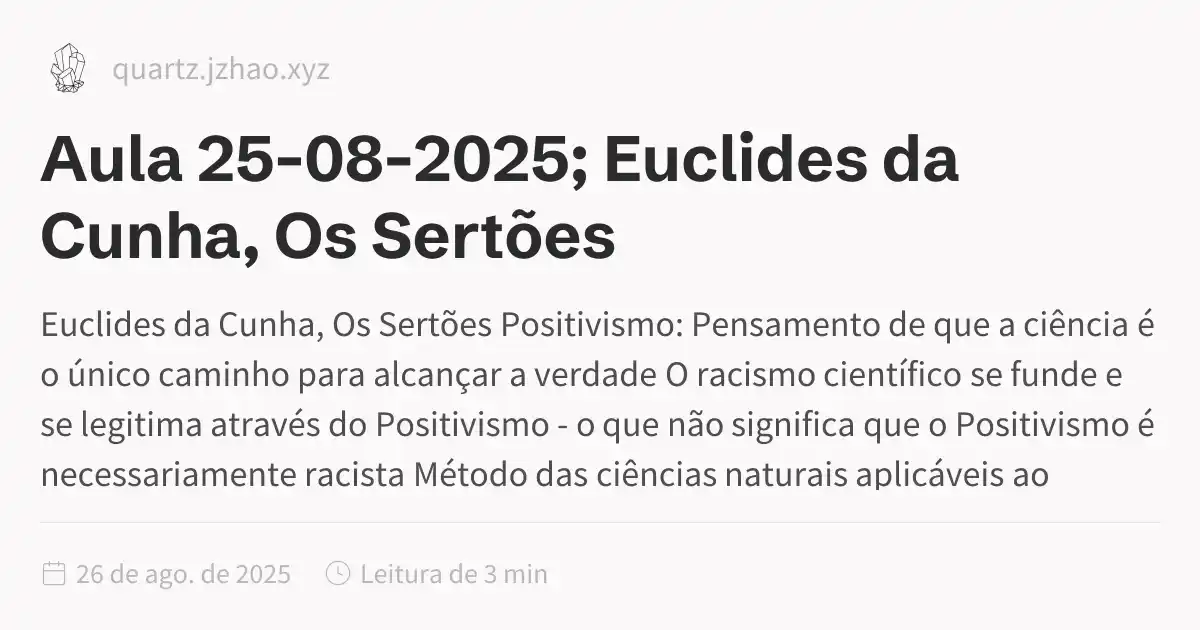 quartz.jzhao.xyz
Aula 25-08-2025; Euclides da
Cunha, Os Sertões
Euclides da Cunha, Os Sertões Positivismo: Pensamento de que a ciência é
o único caminho para alcançar a verdade O racismo científico se funde e
se legitima através do Positivismo - o que não significa que o Positivismo é
necessariamente racista Método das ciências naturais aplicáveis ao
26 de ago. de 2025 Leitura de 3 min